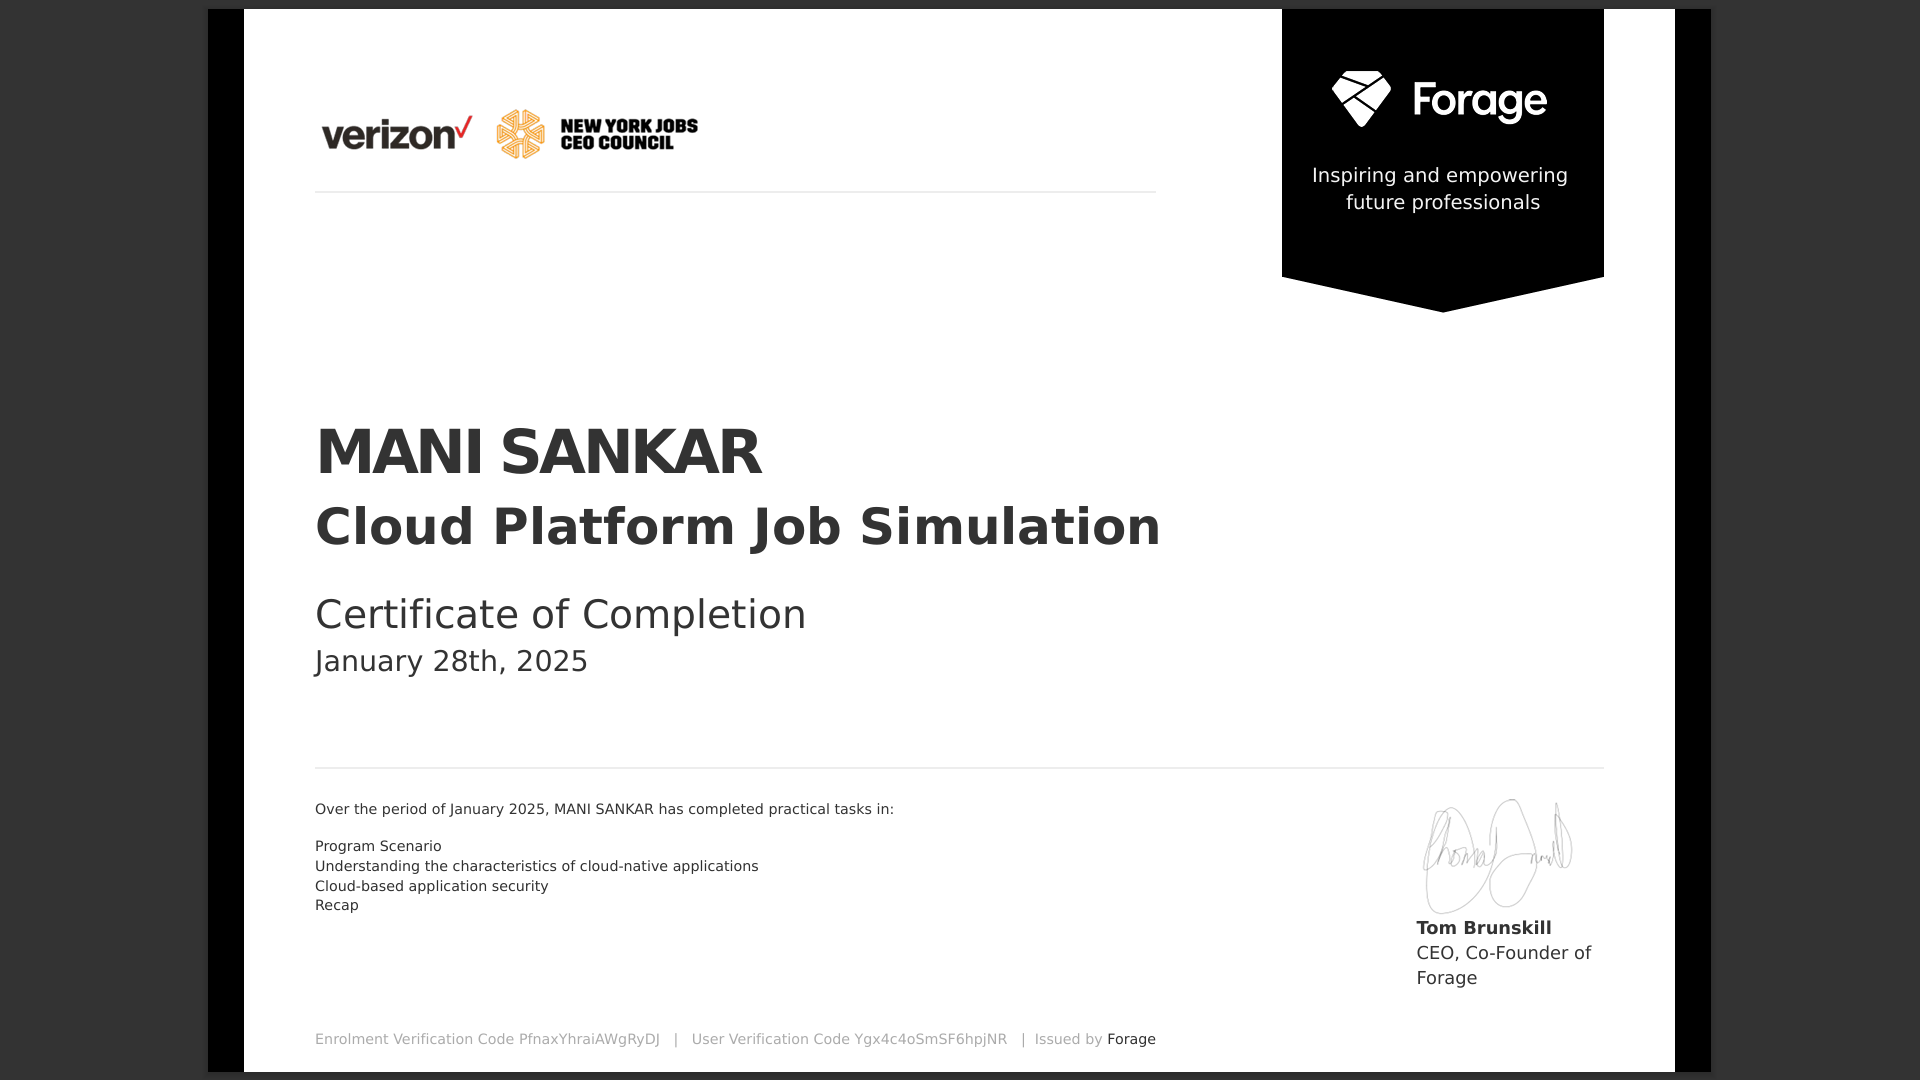 verizon
NEW YORK JOBS
CEO COUNCIL
Forage
Inspiring and empowering
future professionals
MANI SANKAR
Cloud Platform Job Simulation
Certificate of Completion
January 28th, 2025
Over the period of January 2025, MANI SANKAR has completed practical tasks in:
Program Scenario
Understanding the characteristics of cloud-native applications
Cloud-based application security
Recap
Tom Brunskill
CEO, Co-Founder of
Forage
Enrolment Verification Code PfnaxYhraiAWgRyDJ | User Verification Code Ygx4c4oSmSF6hpjNR | Issued by Forage